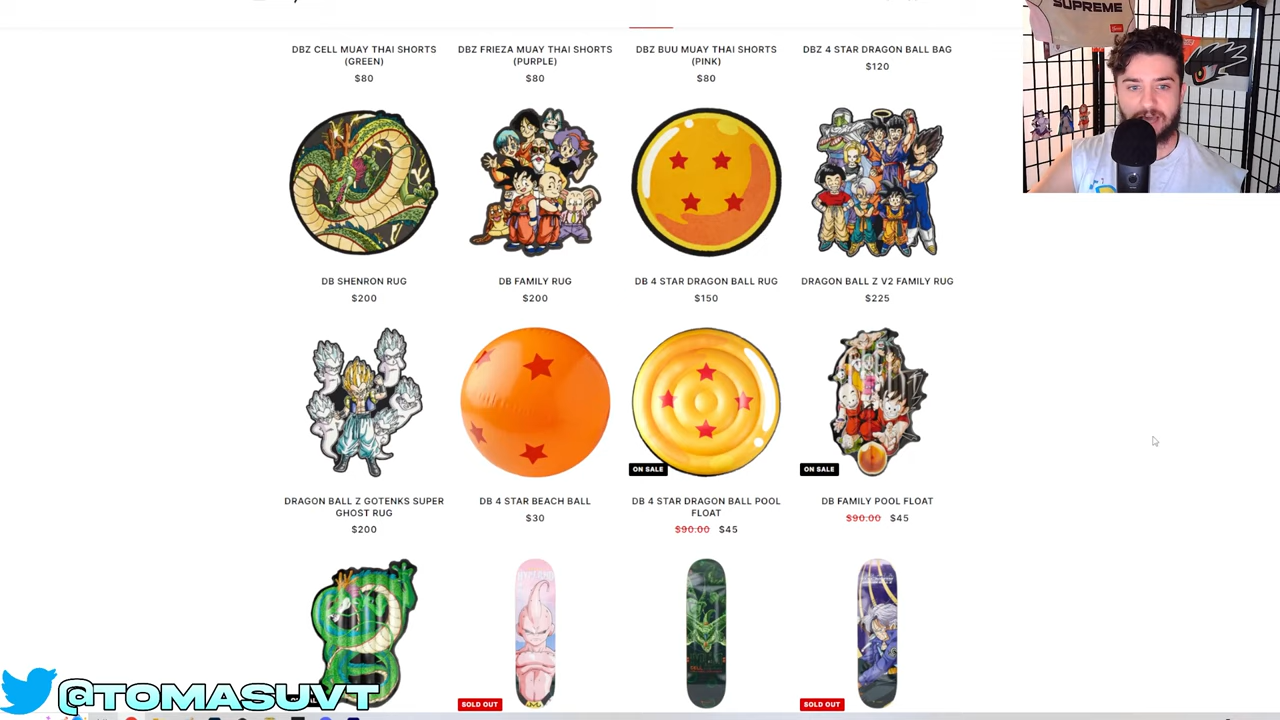 SUPREME
DBZ CELL MUAY THAI SHORTS
(GREEN)
$80
DBZ FRIEZA MUAY THAI SHORTS
(PURPLE)
$80
DBZ BUU MUAY THAI SHORTS
(PINK)
$80
DBZ 4 STAR DRAGON BALL BAG
$120
DB SHENRON RUG
$200
DB FAMILY RUG
$200
DB 4 STAR DRAGON BALL RUG
$150
DRAGON BALL Z V2 FAMILY RUG
$225
DRAGON BALL Z GOTENKS SUPER
GHOST RUG
$200
DB 4 STAR BEACH BALL
$30
ON SALE
DB 4 STAR DRAGON BALL POOL
FLOAT
$90.00 $45
ON SALE
DB FAMILY POOL FLOAT
$90.00 $45
SOLD OUT
SOLD OUT
@TOMASUVT